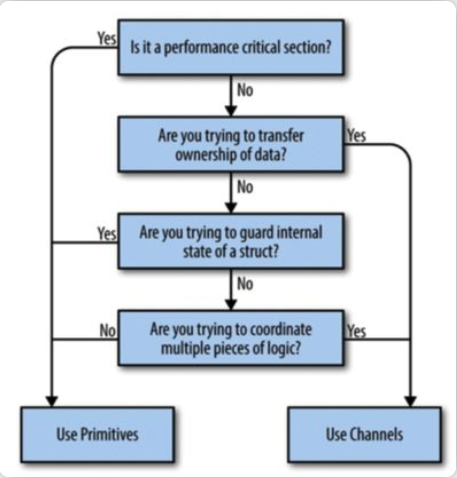 Yes
Is it a performance critical section?
No
Are you trying to transfer
ownership of data?
Yes
No
Yes
Are you trying to guard internal
state of a struct?
No
No
Are you trying to coordinate
multiple pieces of logic?
Yes
Use Primitives
Use Channels